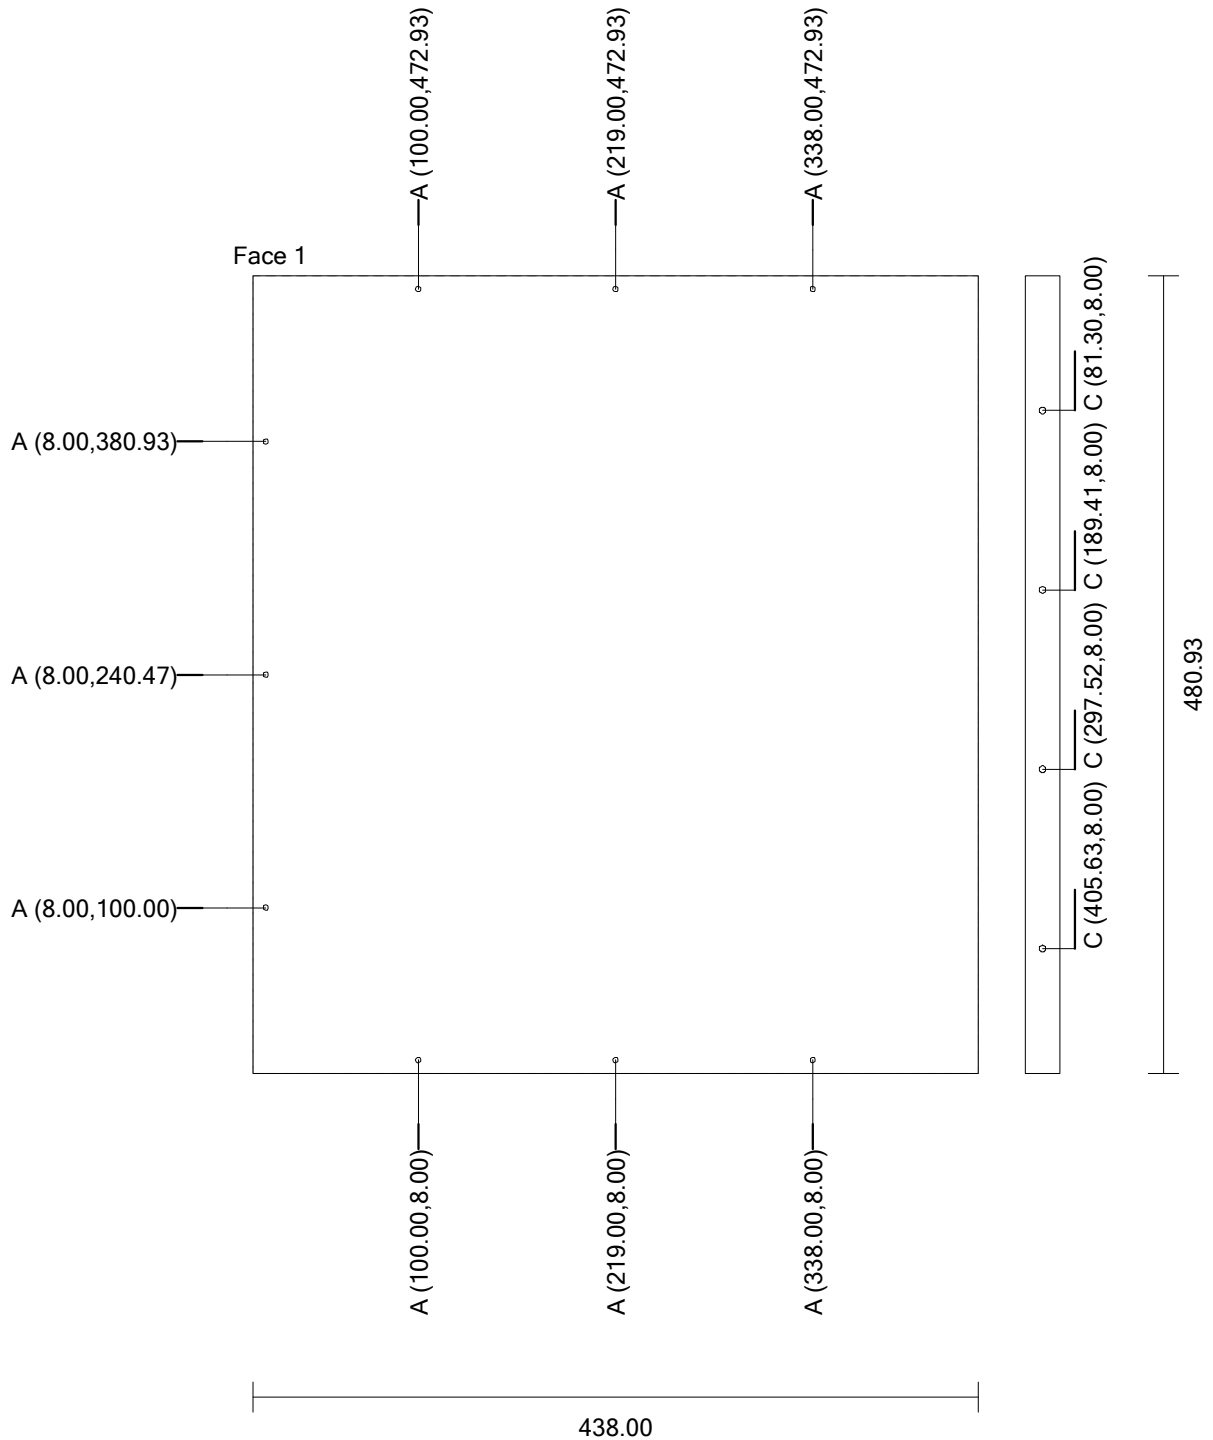 A (100.00,472.93)
A (219.00,472.93)
A (338.00,472.93)
Face 1
A (8.00,380.93)
A (8.00,240.47)
A (8.00,100.00)
C (81.30,8.00)
C (189.41,8.00)
C (297.52,8.00)
C (405.63,8.00)
480.93
A (100.00,8.00)
A (219.00,8.00)
A (338.00,8.00)
438.00